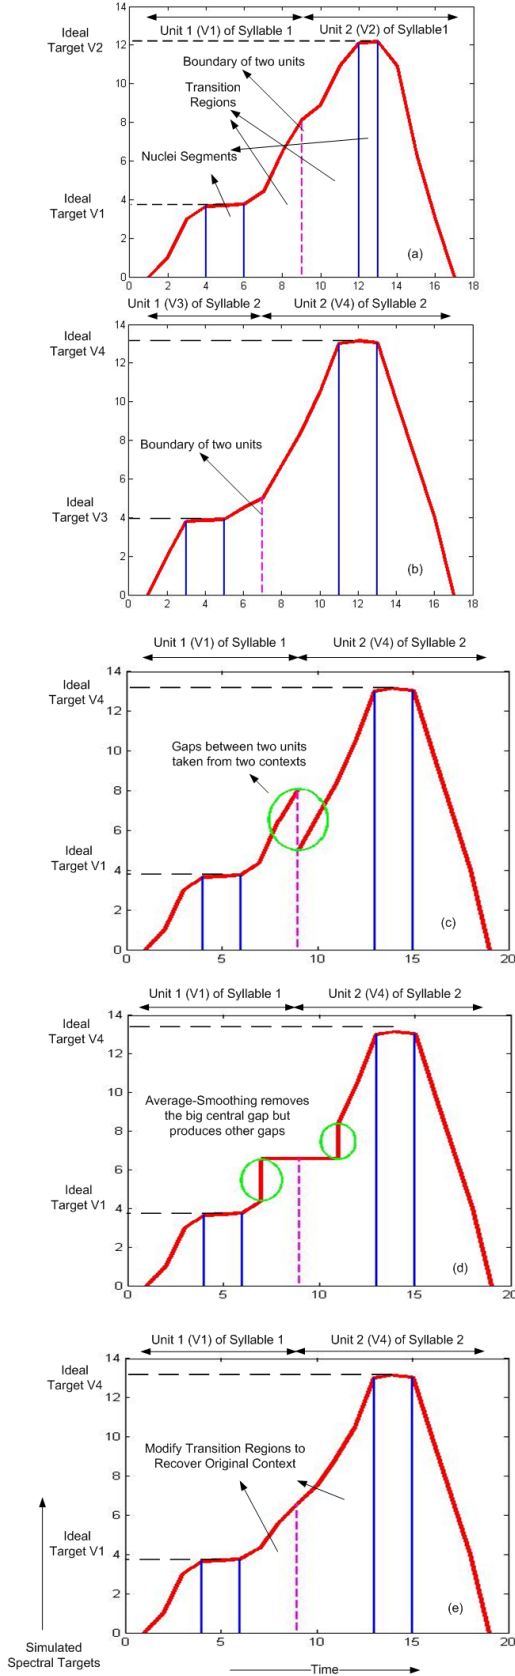 Unit 1 (V1) of Syllable 1
Unit 2 (V2) of Syllable1
Ideal
Target V2
Boundary of two units
Transition
Regions
Nuclei Segments
Ideal
Target V1
14
12
10
8
6
4
2
0
(a)
0 2 4 6 8 10 12 14 16 18
Unit 1 (V3) of Syllable 2
Unit 2 (V4) of Syllable 2
Ideal
Target V4
Boundary of two units
Ideal
Target V3
14
12
10
8
6
4
2
0
(b)
0 2 4 6 8 10 12 14 16 18
Unit 1 (V1) of Syllable 1
Unit 2 (V4) of Syllable 2
Ideal
Target V4
Gaps between two units
taken from two contexts
Ideal
Target V1
14
12
10
8
6
4
2
0
(c)
0 5 10 15 20
Unit 1 (V1) of Syllable 1
Unit 2 (V4) of Syllable 2
Ideal
Target V4
Average-Smoothing removes
the big central gap but
produces other gaps
Ideal
Target V1
14
12
10
8
6
4
2
0
(d)
0 5 10 15 20
Unit 1 (V1) of Syllable 1
Unit 2 (V4) of Syllable 2
Ideal
Target V4
Modify Transition Regions to
Recover Original Context
Ideal
Target V1
14
12
10
8
6
4
2
0
(e)
0 5 10 15 20
Simulated
Spectral Targets
Time